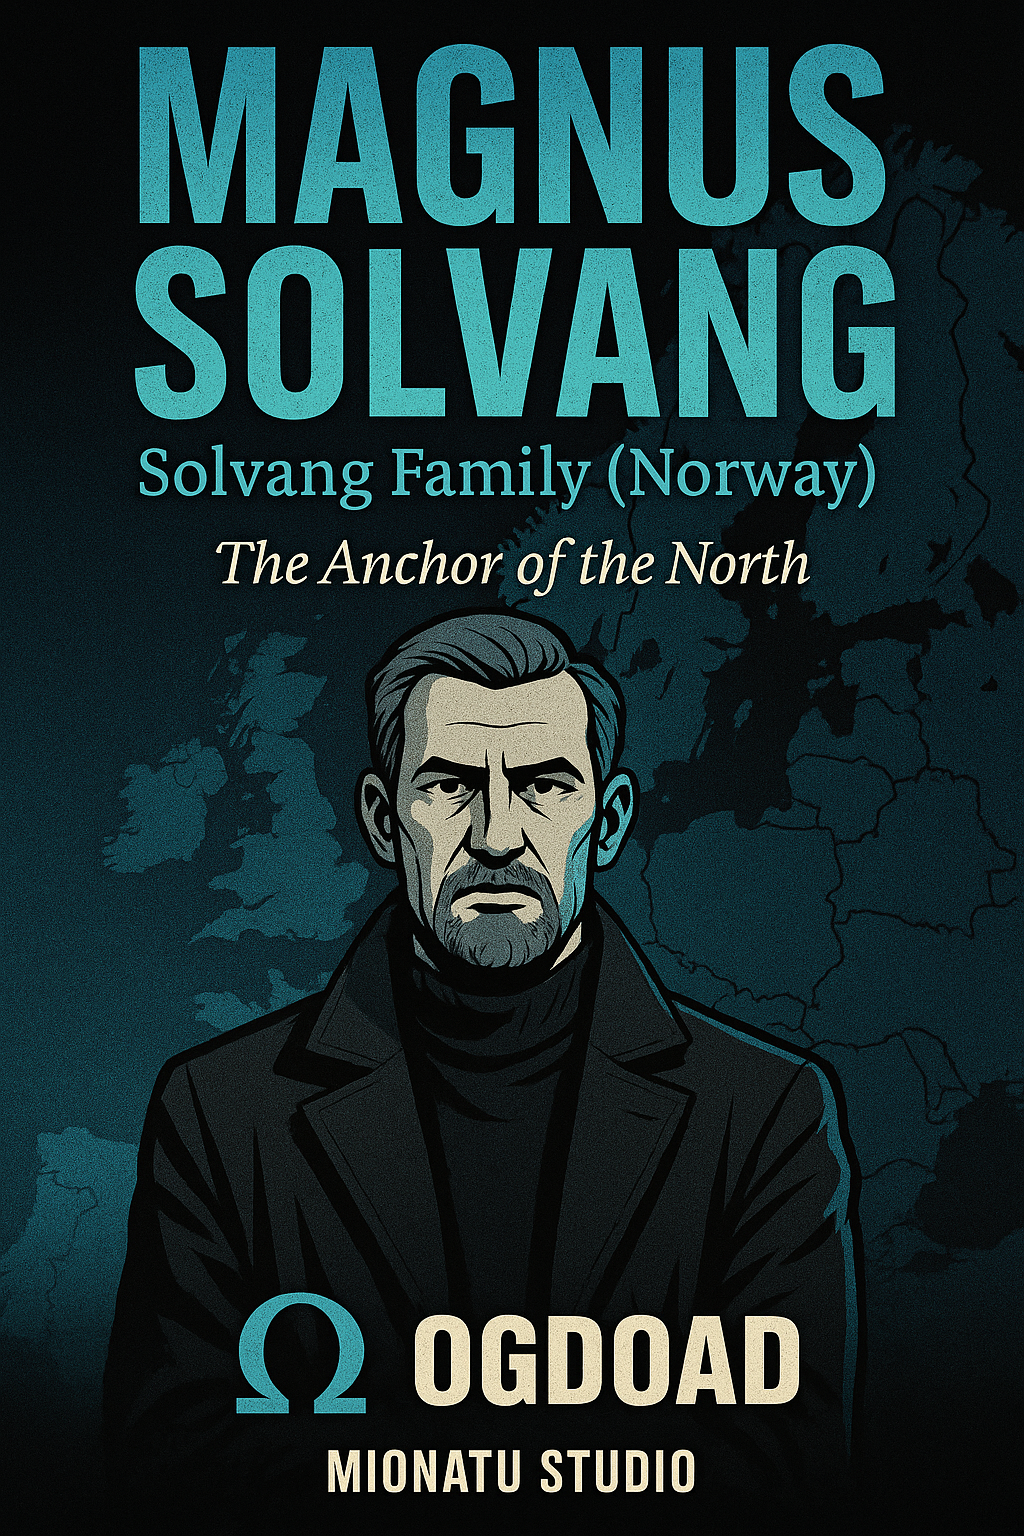 MAGNUS
SOLVANG
Solvang Family (Norway)
The Anchor of the North
Ω OGDOAD
MIONATU STUDIO